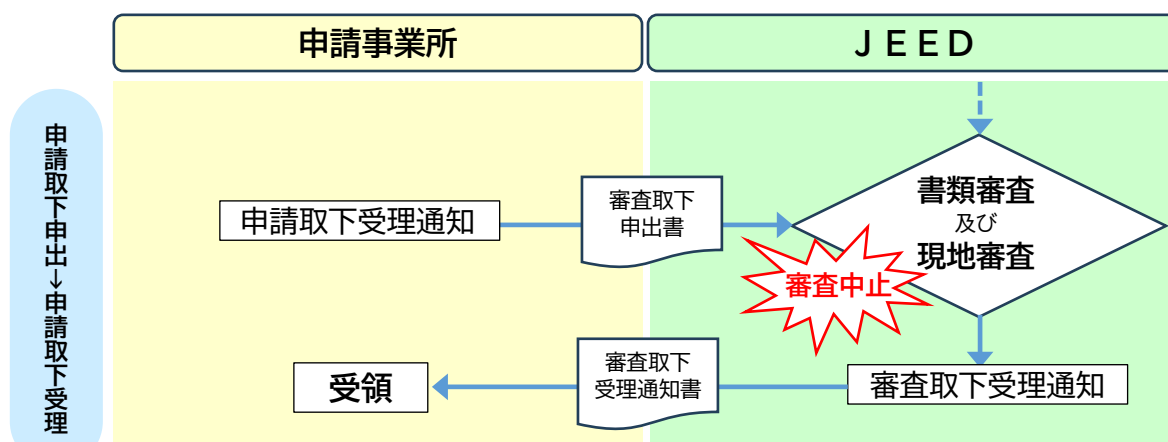 申請事業所
ＪＥＥＤ
申請取下申出→申請取下受理
審査取下
申出書
書類審査
及び
現地審査
申請取下受理通知
審査中止
審査取下
受理通知書
受領
審査取下受理通知